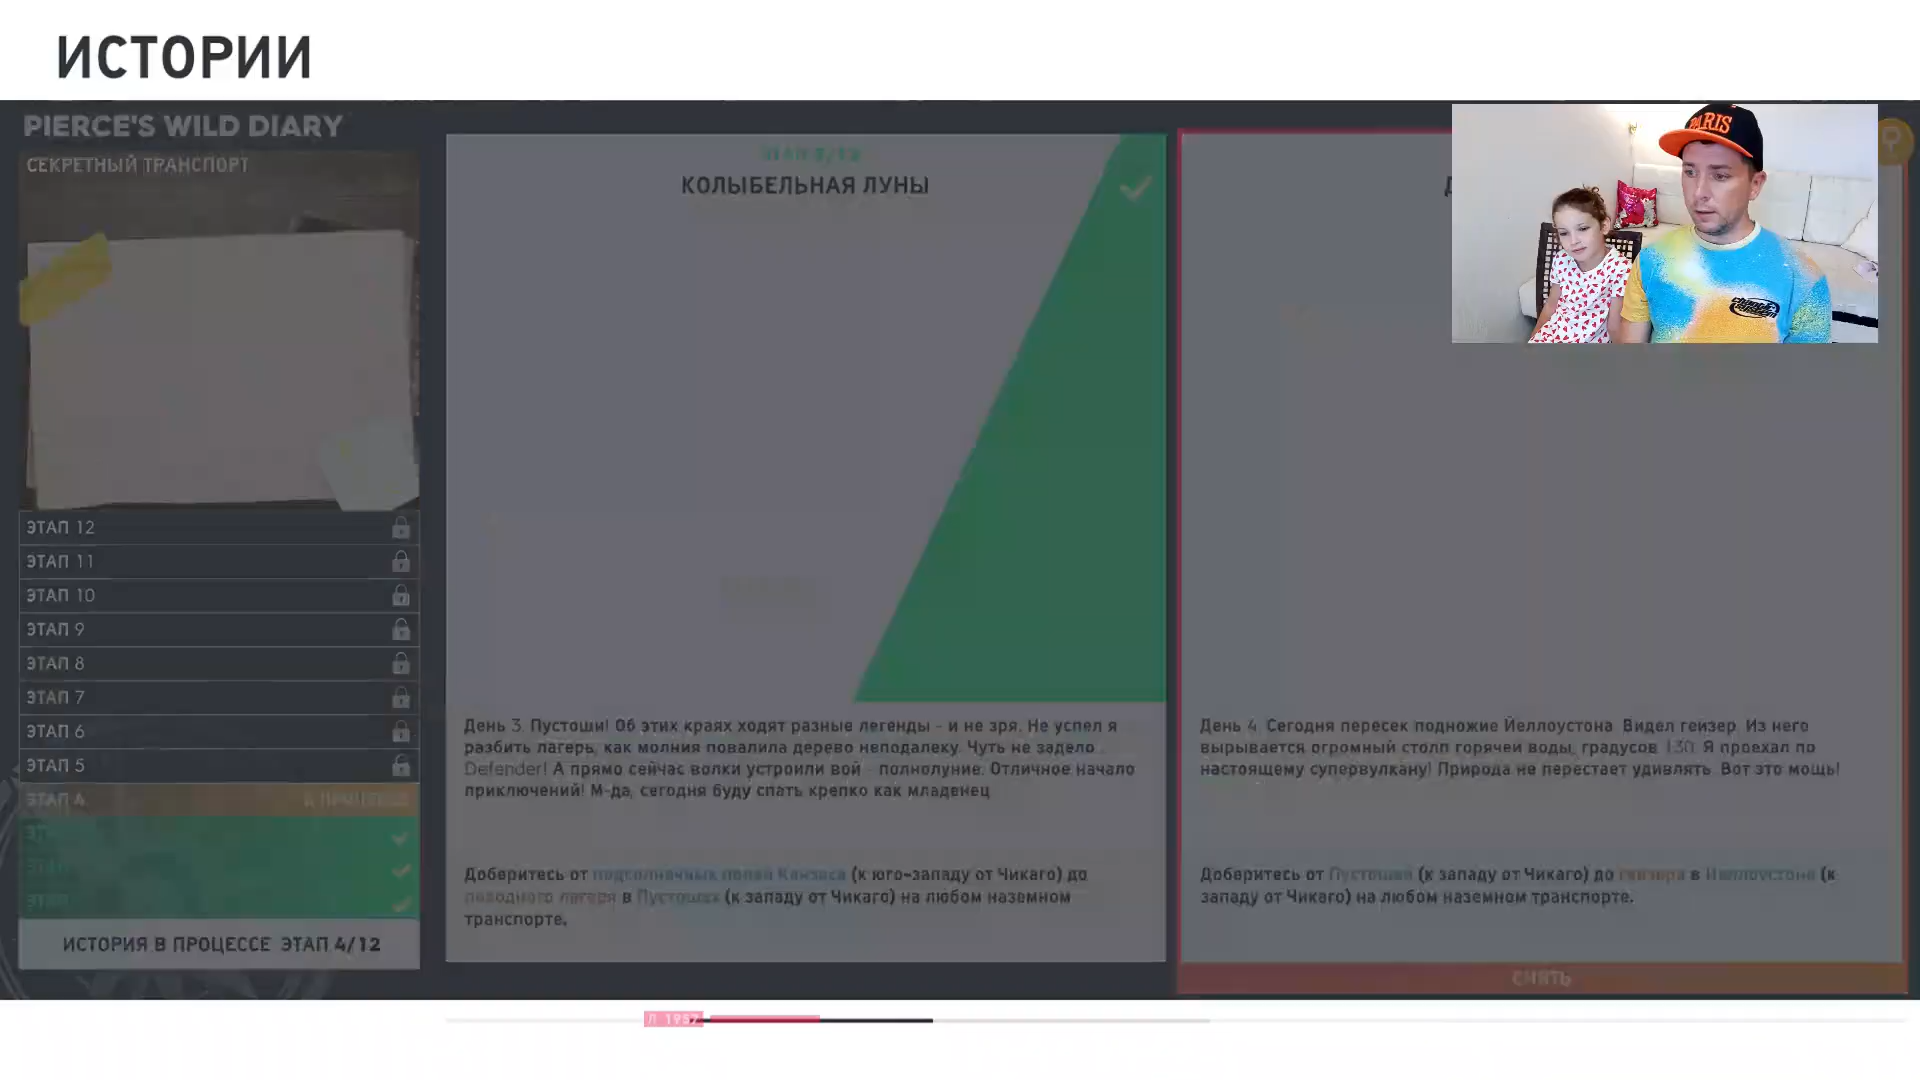 ИСТОРИИ
PIERCE'S WILD DIARY
СЕКРЕТНЫЙ ТРАНСПОРТ
ЭТАП 12
ЭТАП 11
ЭТАП 10
ЭТАП 9
ЭТАП 8
ЭТАП 7
ЭТАП 6
ЭТАП 5
ЭТАП 4
В ПРОЦЕССЕ
ИСТОРИЯ В ПРОЦЕССЕ ЭТАП 4/12
ЭТАП 3/12
КОЛЫБЕЛЬНАЯ ЛУНЫ
День 3. Пустоши! Об этих краях ходят разные легенды - и не зря. Не успел я
разбить лагерь, как молния повалила дерево неподалеку. Чуть не задело
Defender! А прямо сейчас волки устроили вой - полнолуние. Отличное начало
приключений! М-да, сегодня буду спать крепко как младенец
Доберитесь от подсолнечных полей Канзаса (к юго-западу от Чикаго) до
походного лагеря в Пустошах (к западу от Чикаго) на любом наземном
транспорте.
PARIS
День 4. Сегодня пересек подножие Йеллоустона. Видел гейзер. Из него
вырывается огромный столп горячей воды, градусов 130. Я проехал по
настоящему супервулкану! Природа не перестает удивлять. Вот это мощь!
Доберитесь от Пустошей (к западу от Чикаго) до гейзера в Йеллоустоне (к
западу от Чикаго) на любом наземном транспорте.
СНЯТЬ
Л 1957